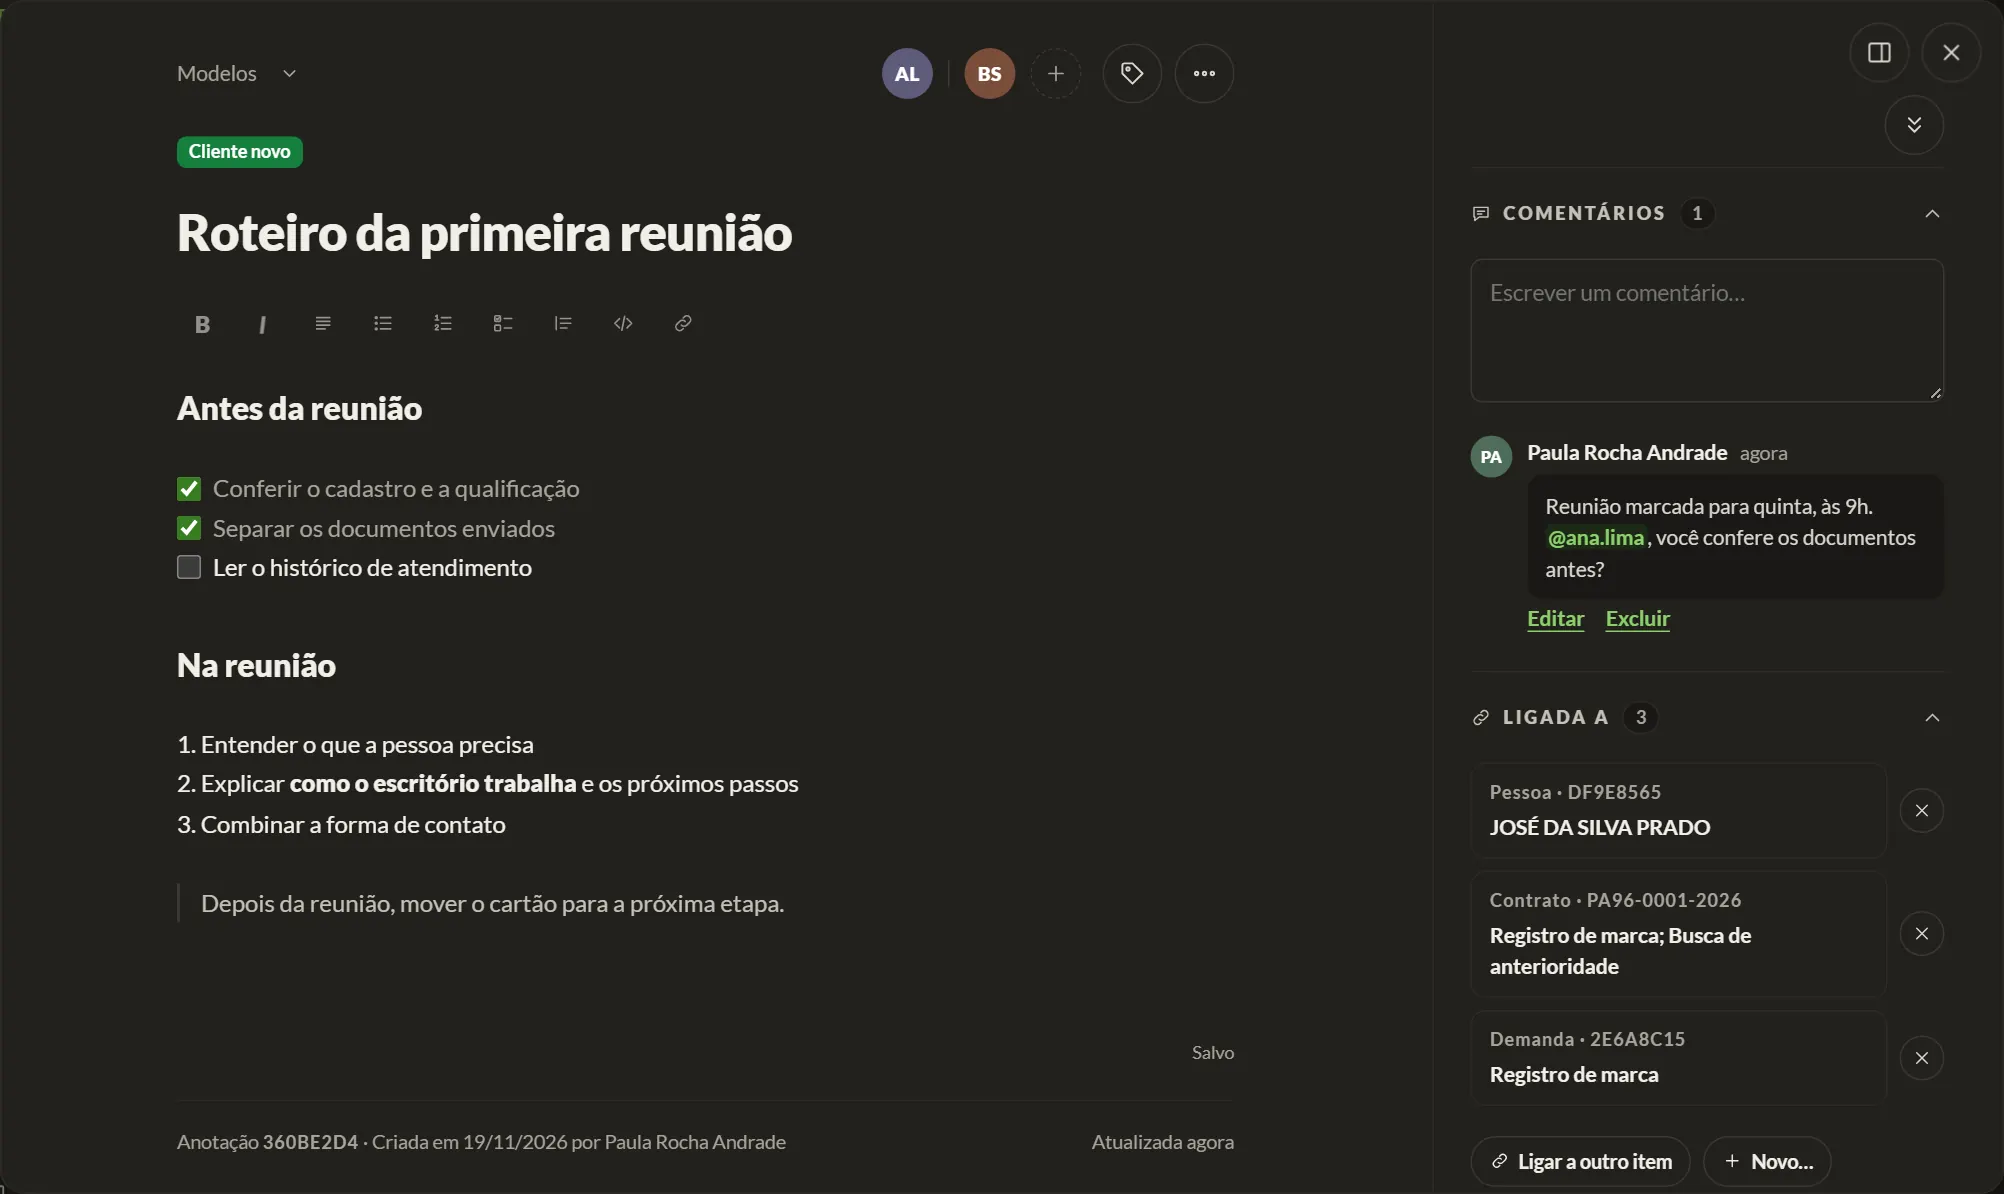 Modelos
AL
BS
Cliente novo
Roteiro da primeira reunião
B I
Antes da reunião
Conferir o cadastro e a qualificação
Separar os documentos enviados
Ler o histórico de atendimento
Na reunião
1. Entender o que a pessoa precisa
2. Explicar como o escritório trabalha e os próximos passos
3. Combinar a forma de contato
Depois da reunião, mover o cartão para a próxima etapa.
Salvo
Anotação 360BE2D4 · Criada em 19/11/2026 por Paula Rocha Andrade
Atualizada agora
COMENTÁRIOS 1
Escrever um comentário...
PA
Paula Rocha Andrade agora
Reunião marcada para quinta, às 9h.
@ana.lima, você confere os documentos
antes?
Editar Excluir
LIGADA A 3
Pessoa · DF9E8565
JOSÉ DA SILVA PRADO
Contrato · PA96-0001-2026
Registro de marca; Busca de
anterioridade
Demanda · 2E6A8C15
Registro de marca
Ligar a outro item
Novo...